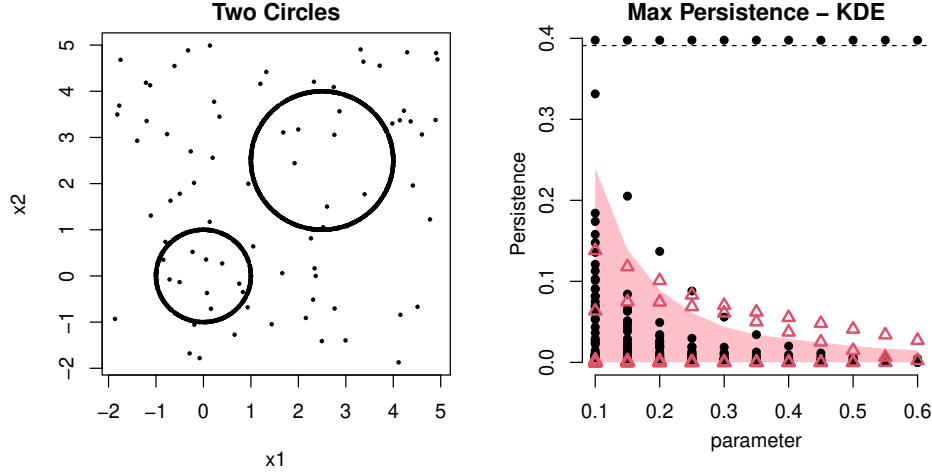 Two Circles
5
4
3
2
1
0
−1
−2
x2
−2 −1 0 1 2 3 4 5
x1
Max Persistence − KDE
0.4
0.3
0.2
0.1
0.0
Persistence
0.1 0.2 0.3 0.4 0.5 0.6
parameter